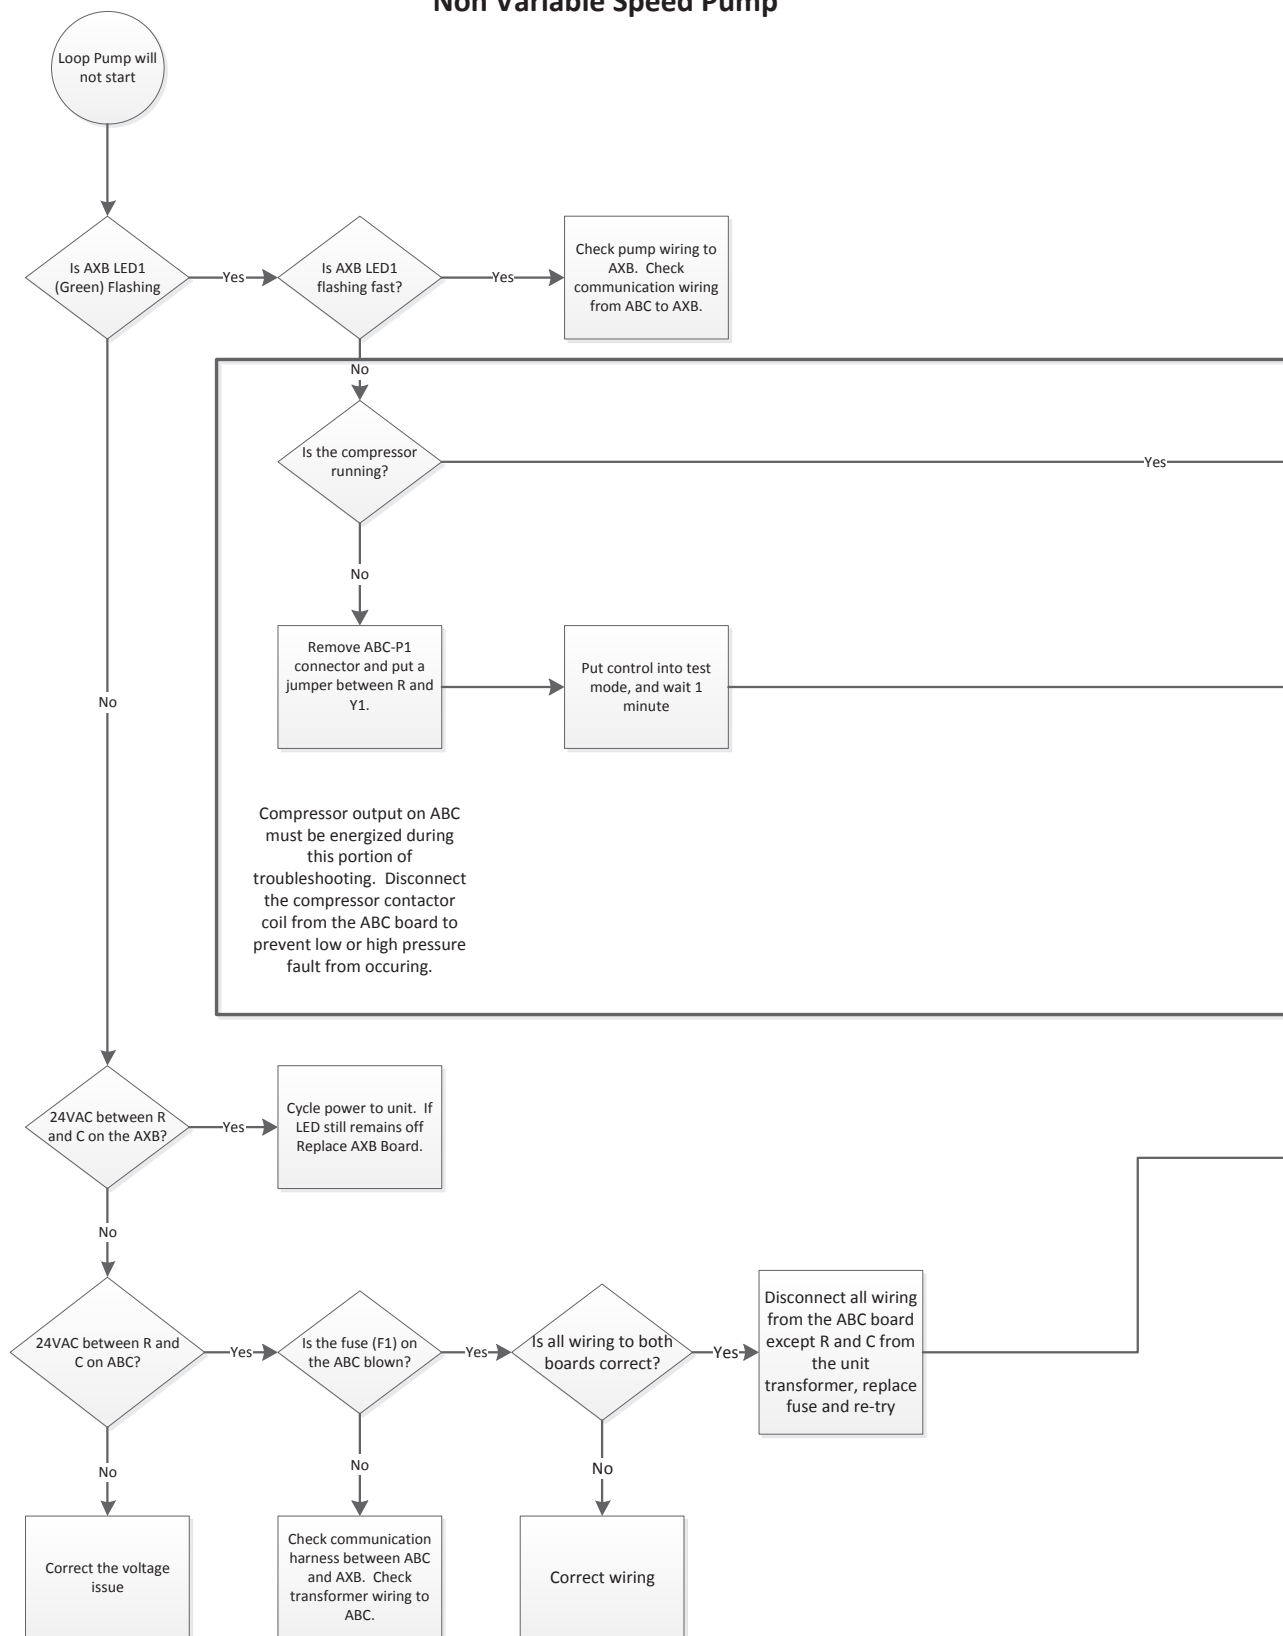 Non Variable Speed Pump
Loop Pump will
not start
Is AXB LED1
(Green) Flashing
Yes
Is AXB LED1
flashing fast?
Yes
Check pump wiring to
AXB.  Check
communication wiring
from ABC to AXB.
No
Is the compressor
running?
Yes
No
Remove ABC-P1
connector and put a
jumper between R and
Y1.
Put control into test
mode, and wait 1
minute
No
Compressor output on ABC
must be energized during
this portion of
troubleshooting.  Disconnect
the compressor contactor
coil from the ABC board to
prevent low or high pressure
fault from occuring.
24VAC between R
and C on the AXB?
Yes
Cycle power to unit.  If
LED still remains off
Replace AXB Board.
No
24VAC between R and
C on ABC?
Yes
Is the fuse (F1) on
the ABC blown?
Yes
Is all wiring to both
boards correct?
Yes
Disconnect all wiring
from the ABC board
except R and C from
the unit
transformer, replace
fuse and re-try
No
No
No
Correct the voltage
issue
Check communication
harness between ABC
and AXB.  Check
transformer wiring to
ABC.
Correct wiring